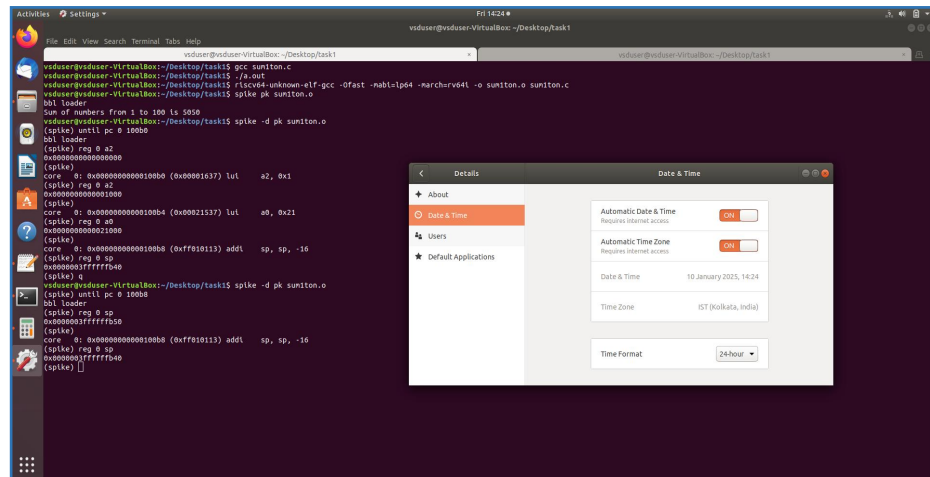 Activities Settings Fri 14:24
vsduser@vsduser-VirtualBox: ~/Desktop/task1
File Edit View Search Terminal Tabs Help
vsduser@vsduser-VirtualBox: ~/Desktop/task1 × vsduser@vsduser-VirtualBox: ~/Desktop/task1 ×
vsduser@vsduser-VirtualBox:~/Desktop/task1$ gcc sum1ton.c
vsduser@vsduser-VirtualBox:~/Desktop/task1$ ./a.out
vsduser@vsduser-VirtualBox:~/Desktop/task1$ riscv64-unknown-elf-gcc -Ofast -mabi=lp64 -march=rv64i -o sum1ton.o sum1ton.c
vsduser@vsduser-VirtualBox:~/Desktop/task1$ spike pk sum1ton.o
bbl loader
Sum of numbers from 1 to 100 is 5050
vsduser@vsduser-VirtualBox:~/Desktop/task1$ spike -d pk sum1ton.o
(spike) until pc 0 100b0
bbl loader
(spike) reg 0 a2
0x0000000000000000
(spike)
core 0: 0x00000000000100b0 (0x00001637) lui a2, 0x1
(spike) reg 0 a2
0x0000000000001000
(spike)
core 0: 0x00000000000100b4 (0x00021537) lui a0, 0x21
(spike) reg 0 a0
0x0000000000021000
(spike)
core 0: 0x00000000000100b8 (0xff010113) addi sp, sp, -16
(spike) reg 0 sp
0x0000003ffffffb40
(spike) q
vsduser@vsduser-VirtualBox:~/Desktop/task1$ spike -d pk sum1ton.o
(spike) until pc 0 100b8
bbl loader
(spike) reg 0 sp
0x0000003ffffffb50
(spike)
core 0: 0x00000000000100b8 (0xff010113) addi sp, sp, -16
(spike) reg 0 sp
0x0000003ffffffb40
(spike)
Details Date & Time
About
Date & Time
Users
Default Applications
Automatic Date & Time ON
Requires internet access
Automatic Time Zone ON
Requires internet access
Date & Time 10 January 2025, 14:24
Time Zone IST (Kolkata, India)
Time Format 24-hour